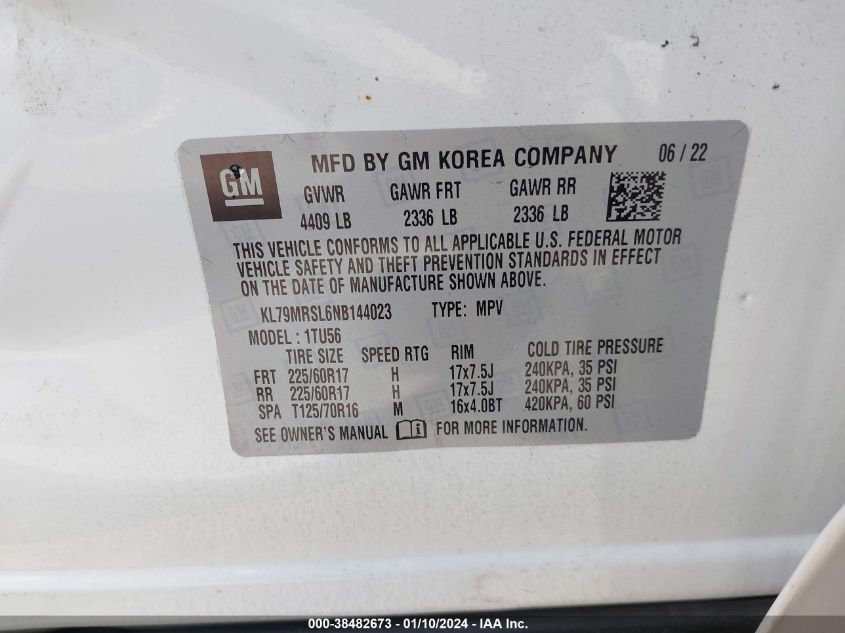 GM
MFD BY GM KOREA COMPANY 06 / 22
GVWR GAWR FRT GAWR RR
4409 LB 2336 LB 2336 LB
THIS VEHICLE CONFORMS TO ALL APPLICABLE U.S. FEDERAL MOTOR
VEHICLE SAFETY AND THEFT PREVENTION STANDARDS IN EFFECT
ON THE DATE OF MANUFACTURE SHOWN ABOVE.
KL79MRSL6NB144023 TYPE: MPV
MODEL : 1TU56
TIRE SIZE SPEED RTG RIM COLD TIRE PRESSURE
FRT 225/60R17 H 17x7.5J 240KPA, 35 PSI
RR 225/60R17 H 17x7.5J 240KPA, 35 PSI
SPA T125/70R16 M 16x4.0BT 420KPA, 60 PSI
SEE OWNER'S MANUAL i FOR MORE INFORMATION.
000-38482673 - 01/10/2024 - IAA Inc.